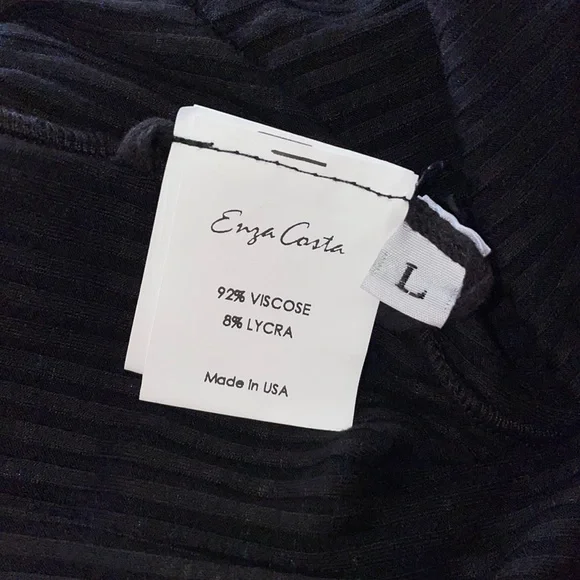 Enza Costa
92% VISCOSE
8% LYCRA
Made in USA
L